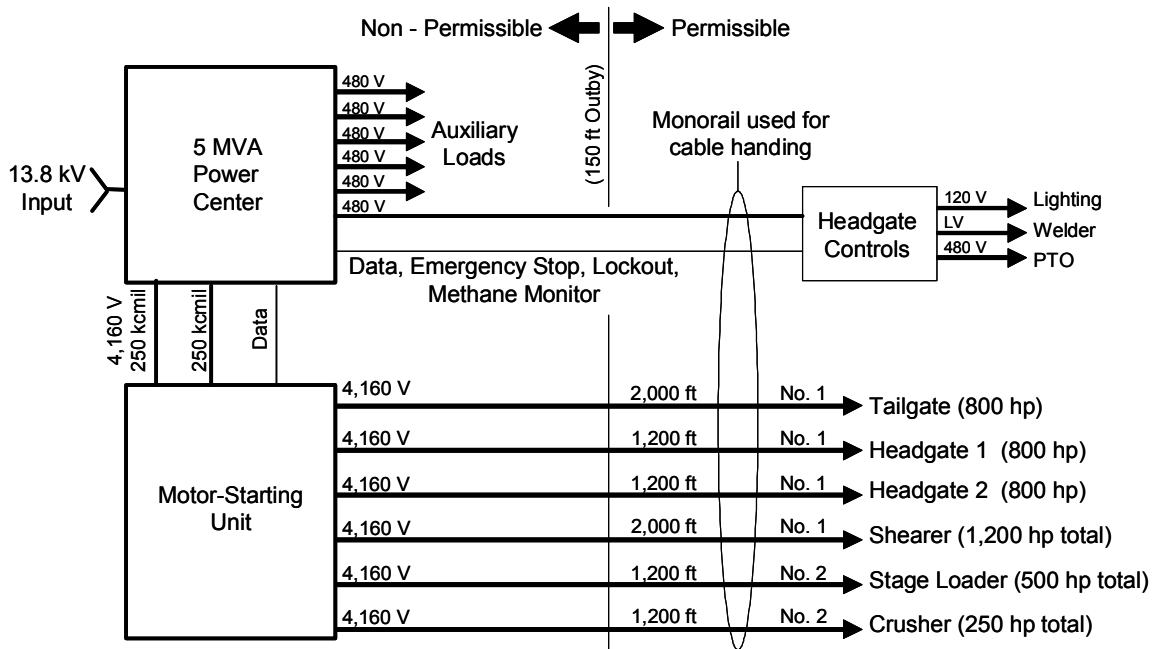 Non - Permissible
Permissible
(150 ft Outby)
13.8 kV
Input
5 MVA
Power
Center
480 V
480 V
480 V
480 V
480 V
480 V
Auxiliary
Loads
Monorail used for
cable handing
Headgate
Controls
120 V
Lighting
LV
Welder
480 V
PTO
Data, Emergency Stop, Lockout,
Methane Monitor
4,160 V
250 kcmil
250 kcmil
Data
Motor-Starting
Unit
4,160 V 2,000 ft No. 1 Tailgate (800 hp)
4,160 V 1,200 ft No. 1 Headgate 1 (800 hp)
4,160 V 1,200 ft No. 1 Headgate 2 (800 hp)
4,160 V 2,000 ft No. 1 Shearer (1,200 hp total)
4,160 V 1,200 ft No. 2 Stage Loader (500 hp total)
4,160 V 1,200 ft No. 2 Crusher (250 hp total)